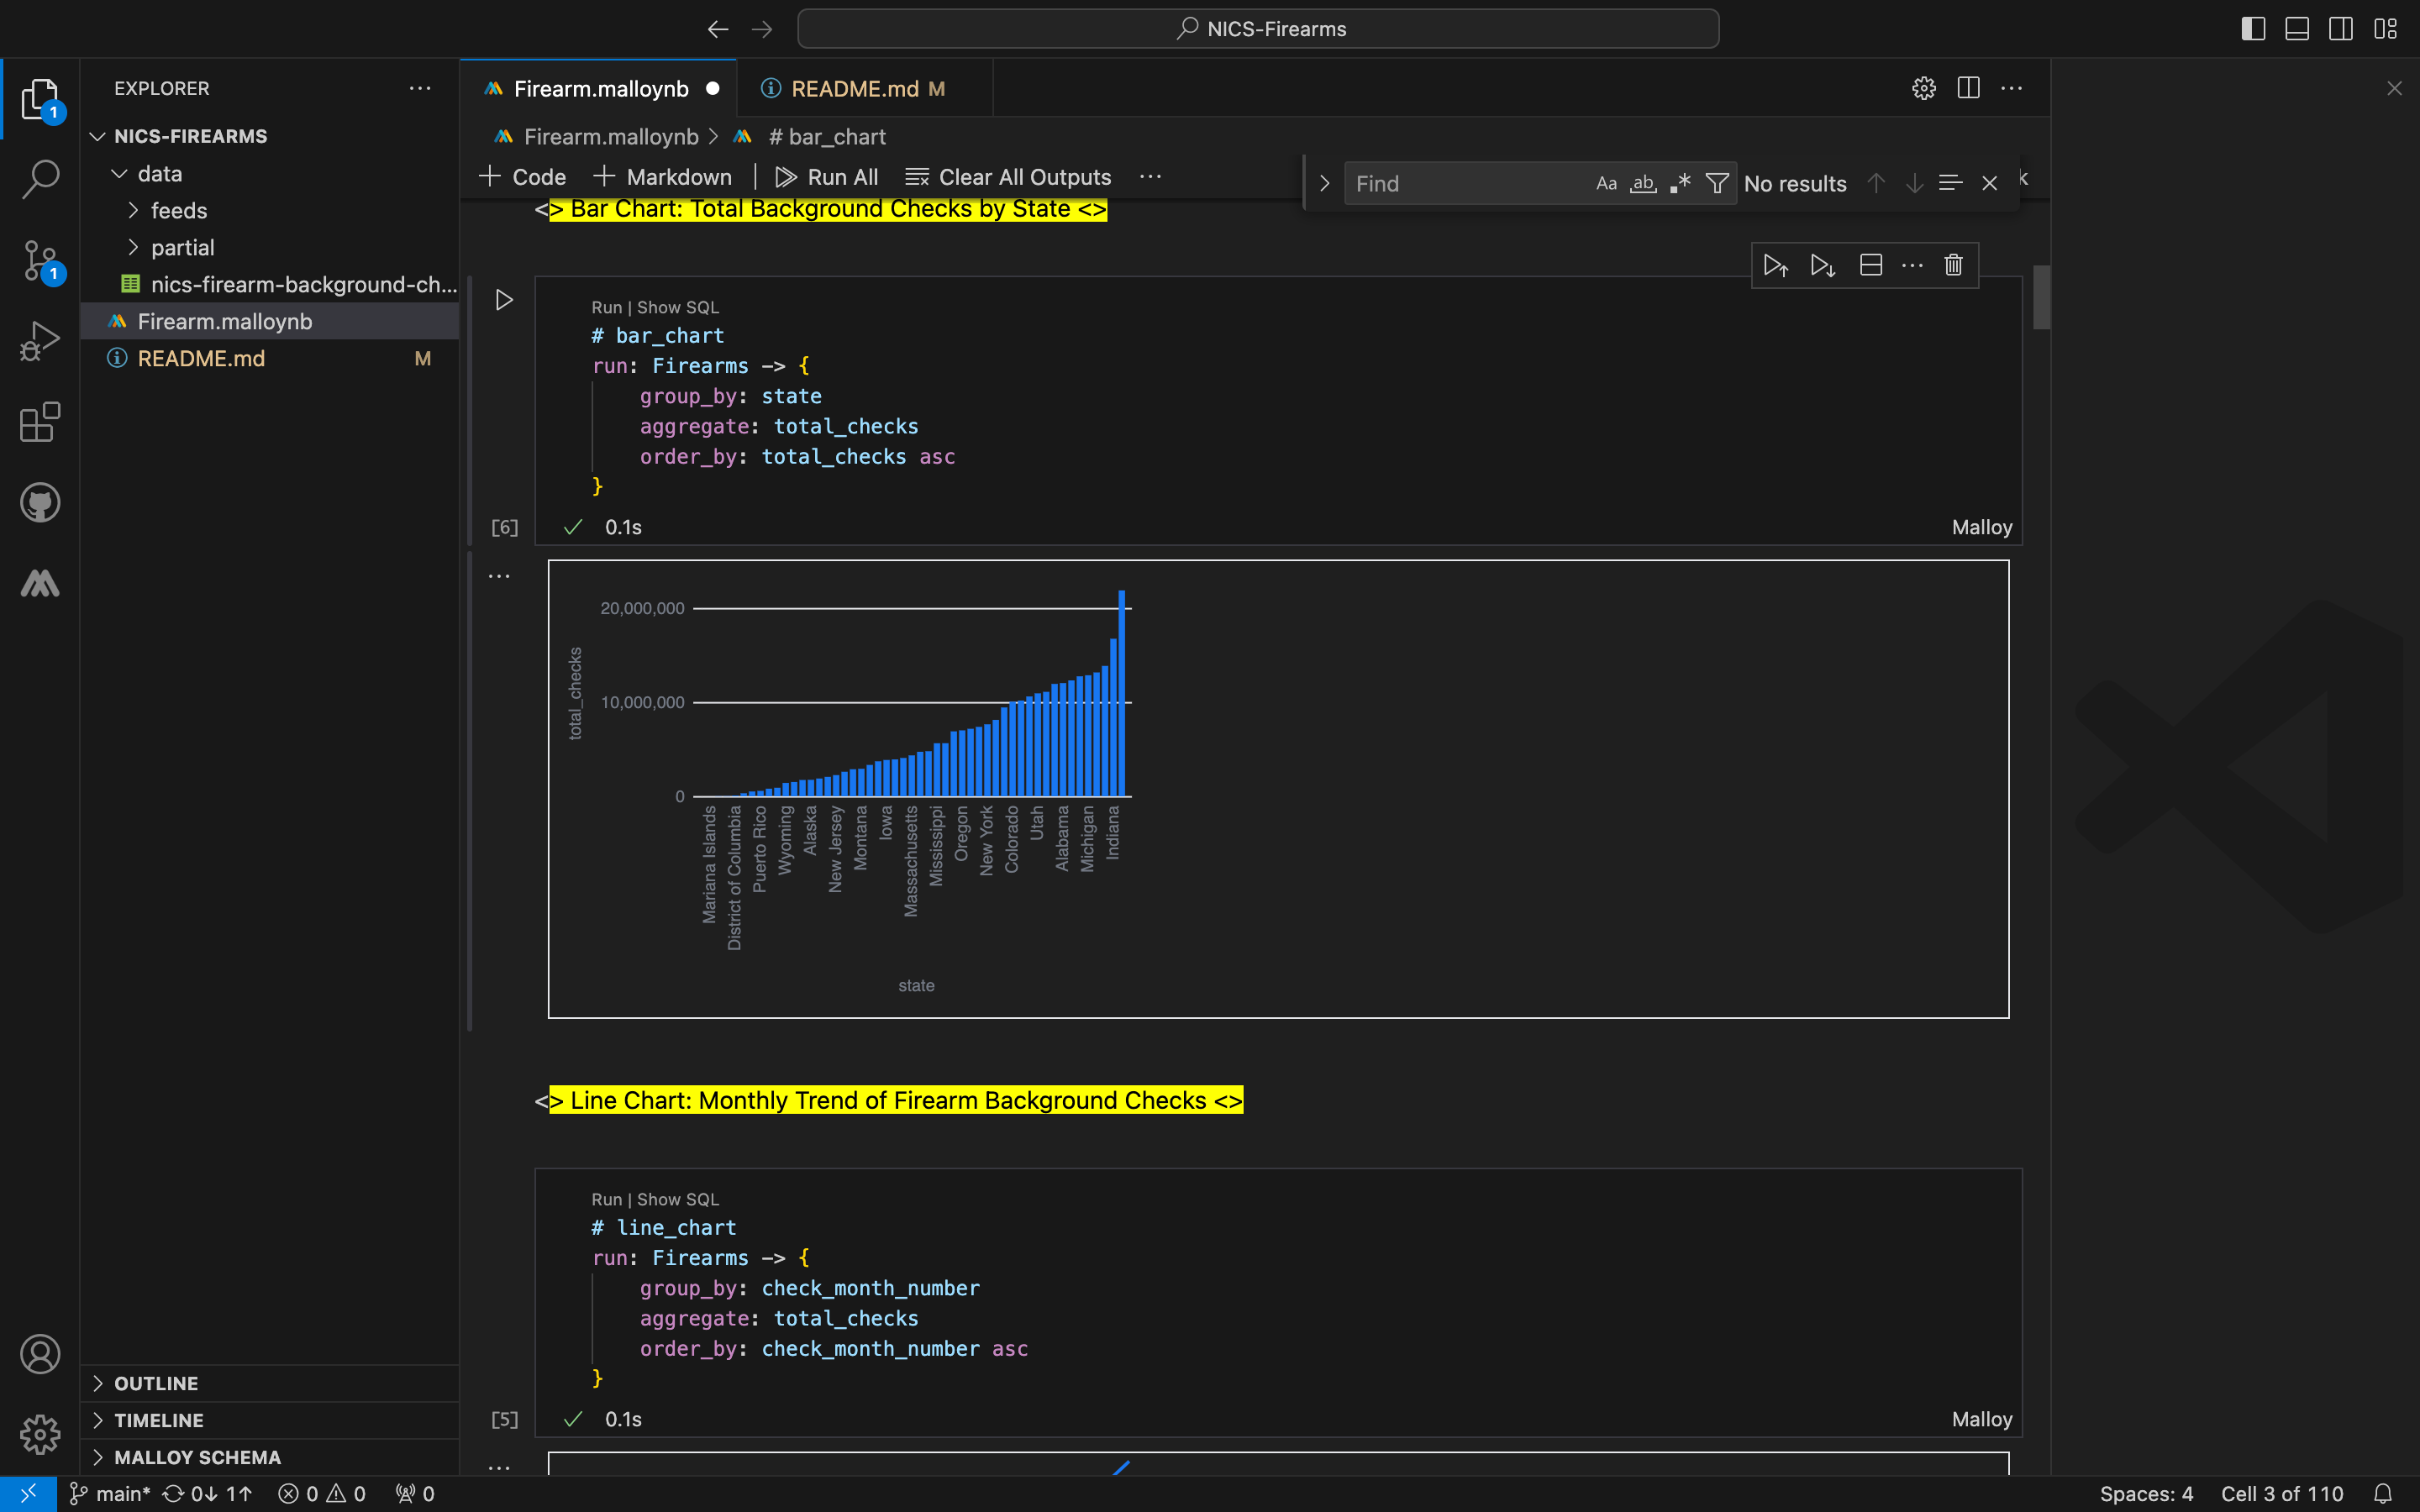 NICS-Firearms
EXPLORER
NICS-FIREARMS
data
feeds
partial
nics-firearm-background-ch...
Firearm.malloynb
README.md M
OUTLINE
TIMELINE
MALLOY SCHEMA
1
1
Firearm.malloynb
README.md M
Firearm.malloynb > # bar_chart
+ Code + Markdown | Run All Clear All Outputs ...
Find Aa ab .* No results
<> Bar Chart: Total Background Checks by State <>
Run | Show SQL
# bar_chart
run: Firearms -> {
group_by: state
aggregate: total_checks
order_by: total_checks asc
}
[6] 0.1s Malloy
20,000,000
10,000,000
0
total_checks
Mariana Islands
District of Columbia
Puerto Rico
Wyoming
Alaska
New Jersey
Montana
Iowa
Massachusetts
Mississippi
Oregon
New York
Colorado
Utah
Alabama
Michigan
Indiana
state
<> Line Chart: Monthly Trend of Firearm Background Checks <>
Run | Show SQL
# line_chart
run: Firearms -> {
group_by: check_month_number
aggregate: total_checks
order_by: check_month_number asc
}
[5] 0.1s Malloy
main* 0↓ 1↑ 0 0 0 Spaces: 4 Cell 3 of 110